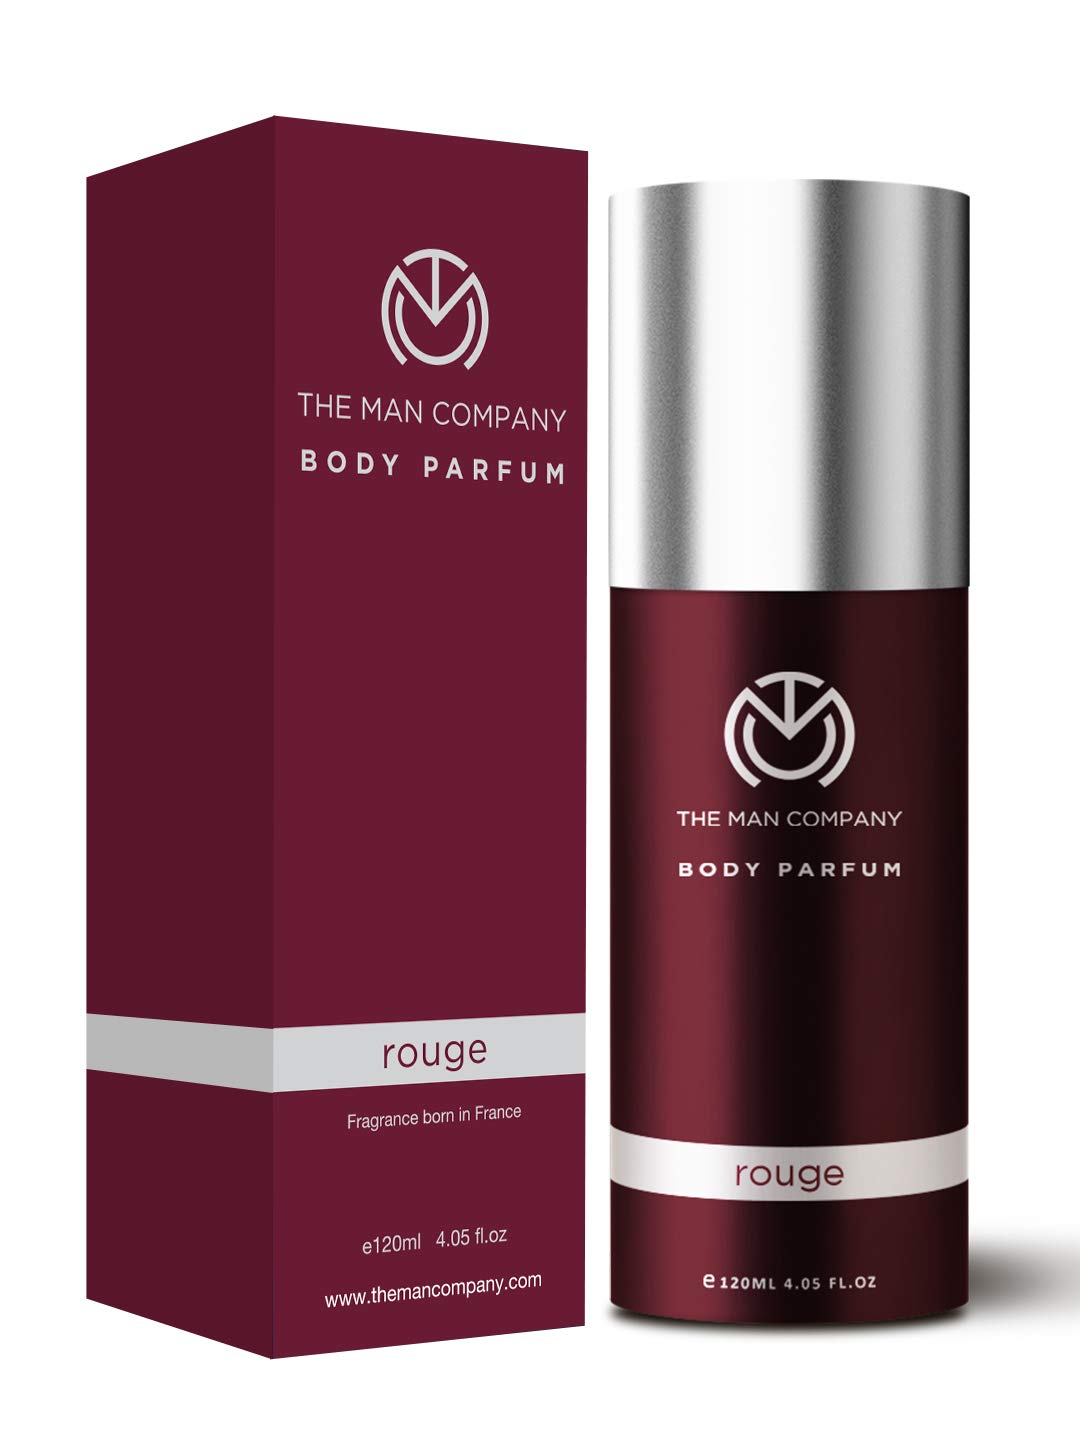 THE MAN COMPANY
BODY PARFUM
rouge
Fragrance born in France
e120ml 4.05 fl.oz
www.themancompany.com
THE MAN COMPANY
BODY PARFUM
rouge
e120ML 4.05 FL.OZ